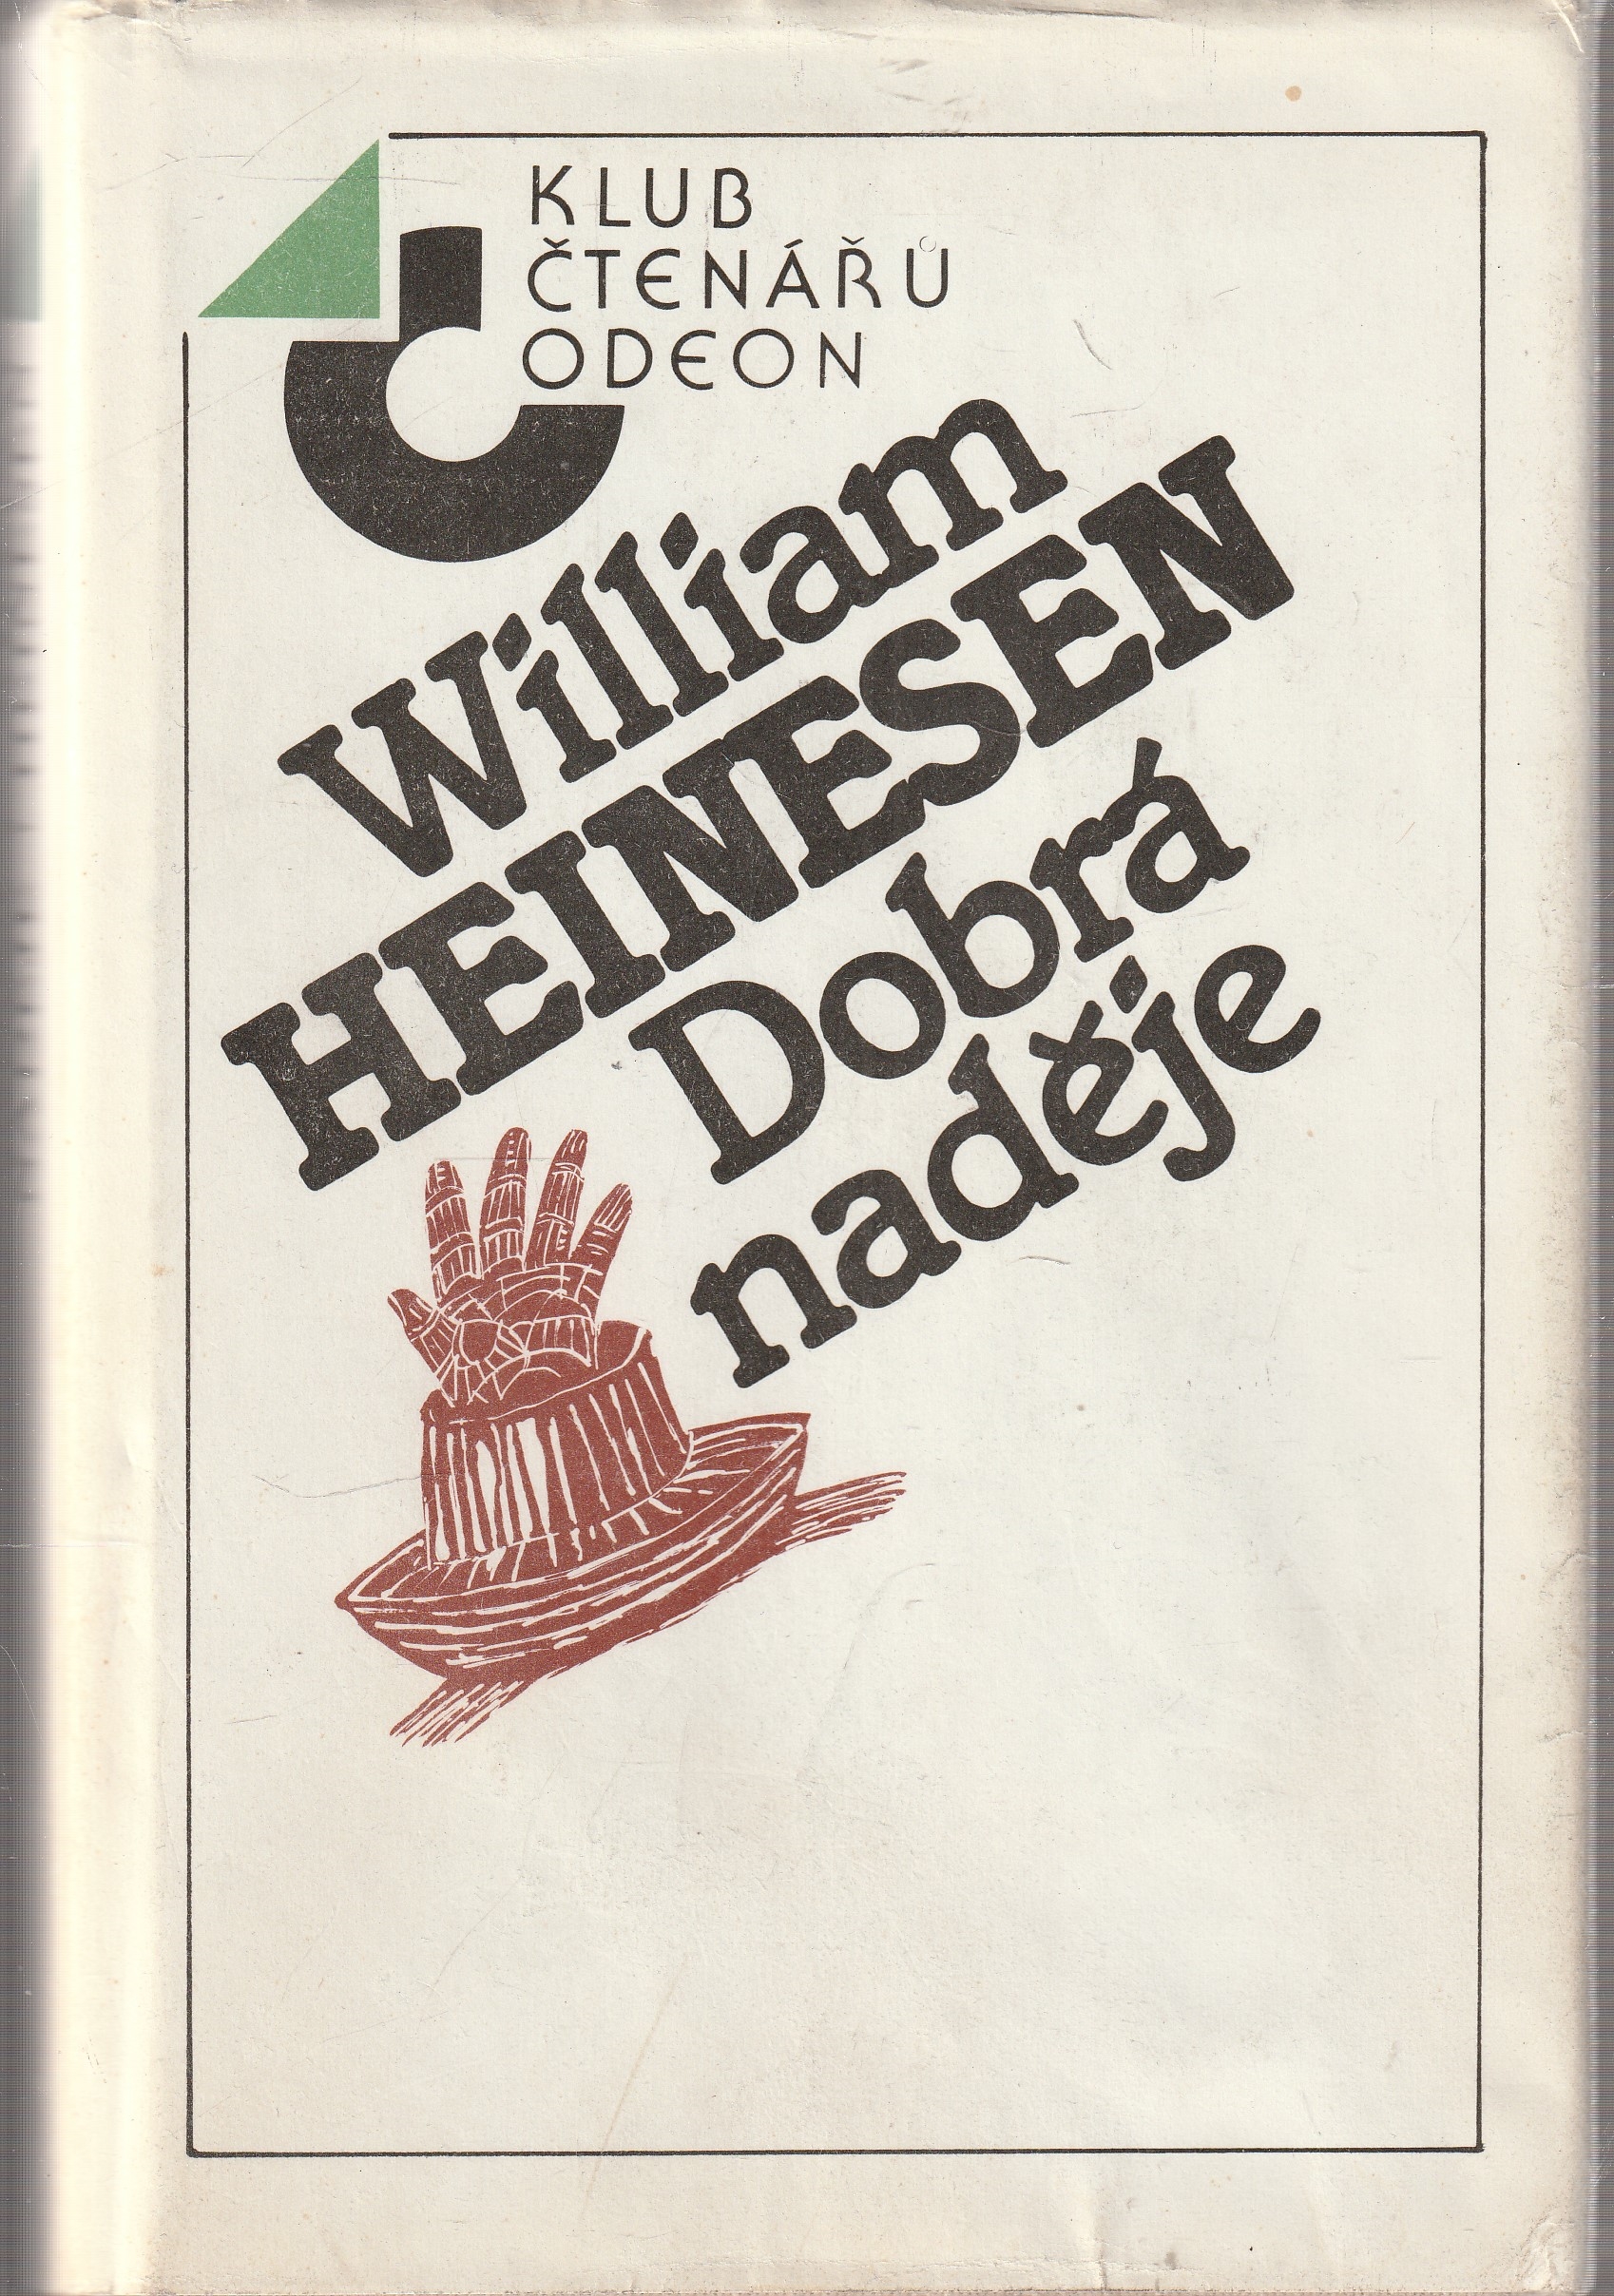 KLUB
ČTENÁŘŮ
ODEON
William
HEINESEN
Dobrá
naděje